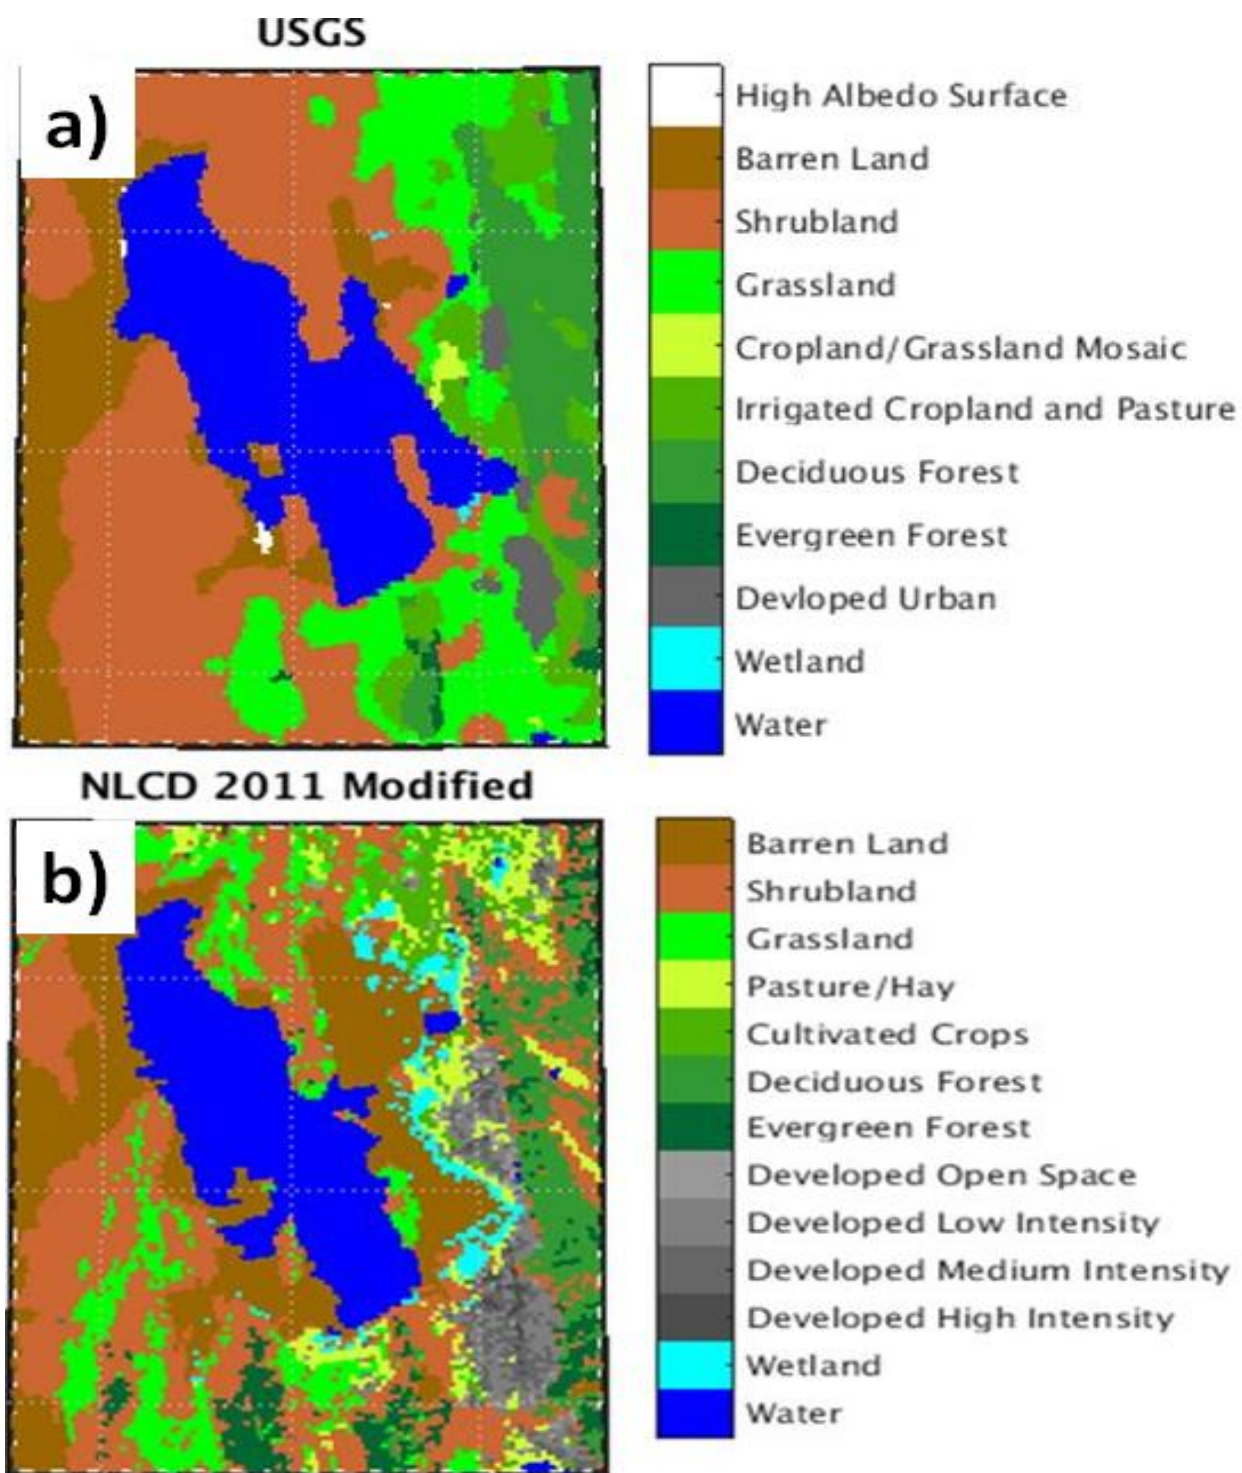 USGS
a)
High Albedo Surface
Barren Land
Shrubland
Grassland
Cropland/Grassland Mosaic
Irrigated Cropland and Pasture
Deciduous Forest
Evergreen Forest
Devloped Urban
Wetland
Water
NLCD 2011 Modified
b)
Barren Land
Shrubland
Grassland
Pasture/Hay
Cultivated Crops
Deciduous Forest
Evergreen Forest
Developed Open Space
Developed Low Intensity
Developed Medium Intensity
Developed High Intensity
Wetland
Water